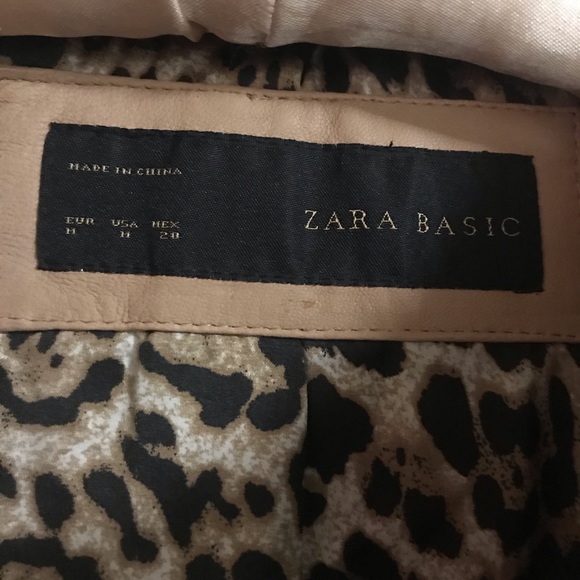 MADE IN CHINA
EUR USA MEX
M M 28
ZARA BASIC